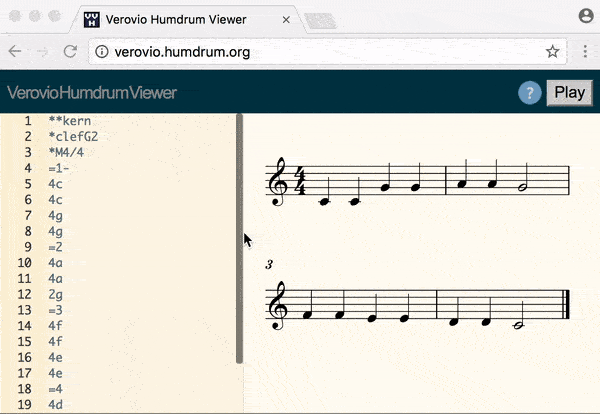 Verovio Humdrum Viewer
verovio.humdrum.org
VerovioHumdrumViewer ? Play
1 **kern
2 *clefG2
3 *M4/4
4 =1-
5 4c
6 4c
7 4g
8 4g
9 =2
10 4a
11 4a
12 2g
13 =3
14 4f
15 4f
16 4e
17 4e
18 =4
19 4d
4
4
3